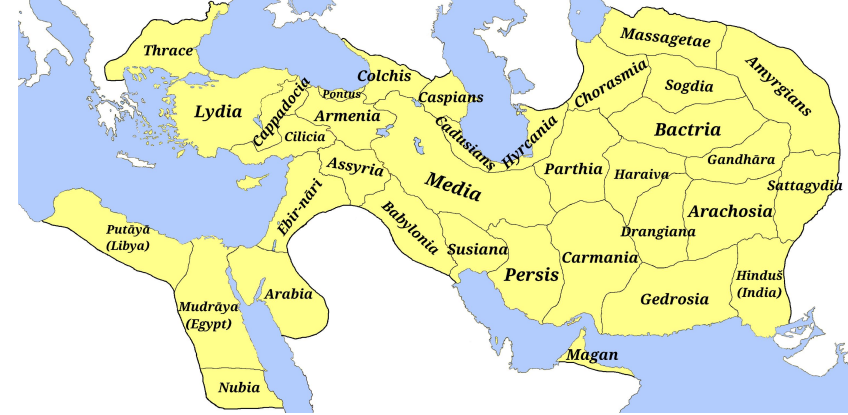 Massagetae
Thrace
Amyrgians
Colchis
Chorasmia
Sogdia
Pontus
Caspians
Cappadocia
Lydia
Armenia
Bactria
Cilicia
Cadusians
Hyrcania
Gandhāra
Assyria
Parthia
Haraiva
Media
Sattagydia
Ēbir-nāri
Arachosia
Babylonia
Putāyā
(Libya)
Drangiana
Susiana
Carmania
Persis
Hinduš
(India)
Arabia
Gedrosia
Mudrāya
(Egypt)
Magan
Nubia